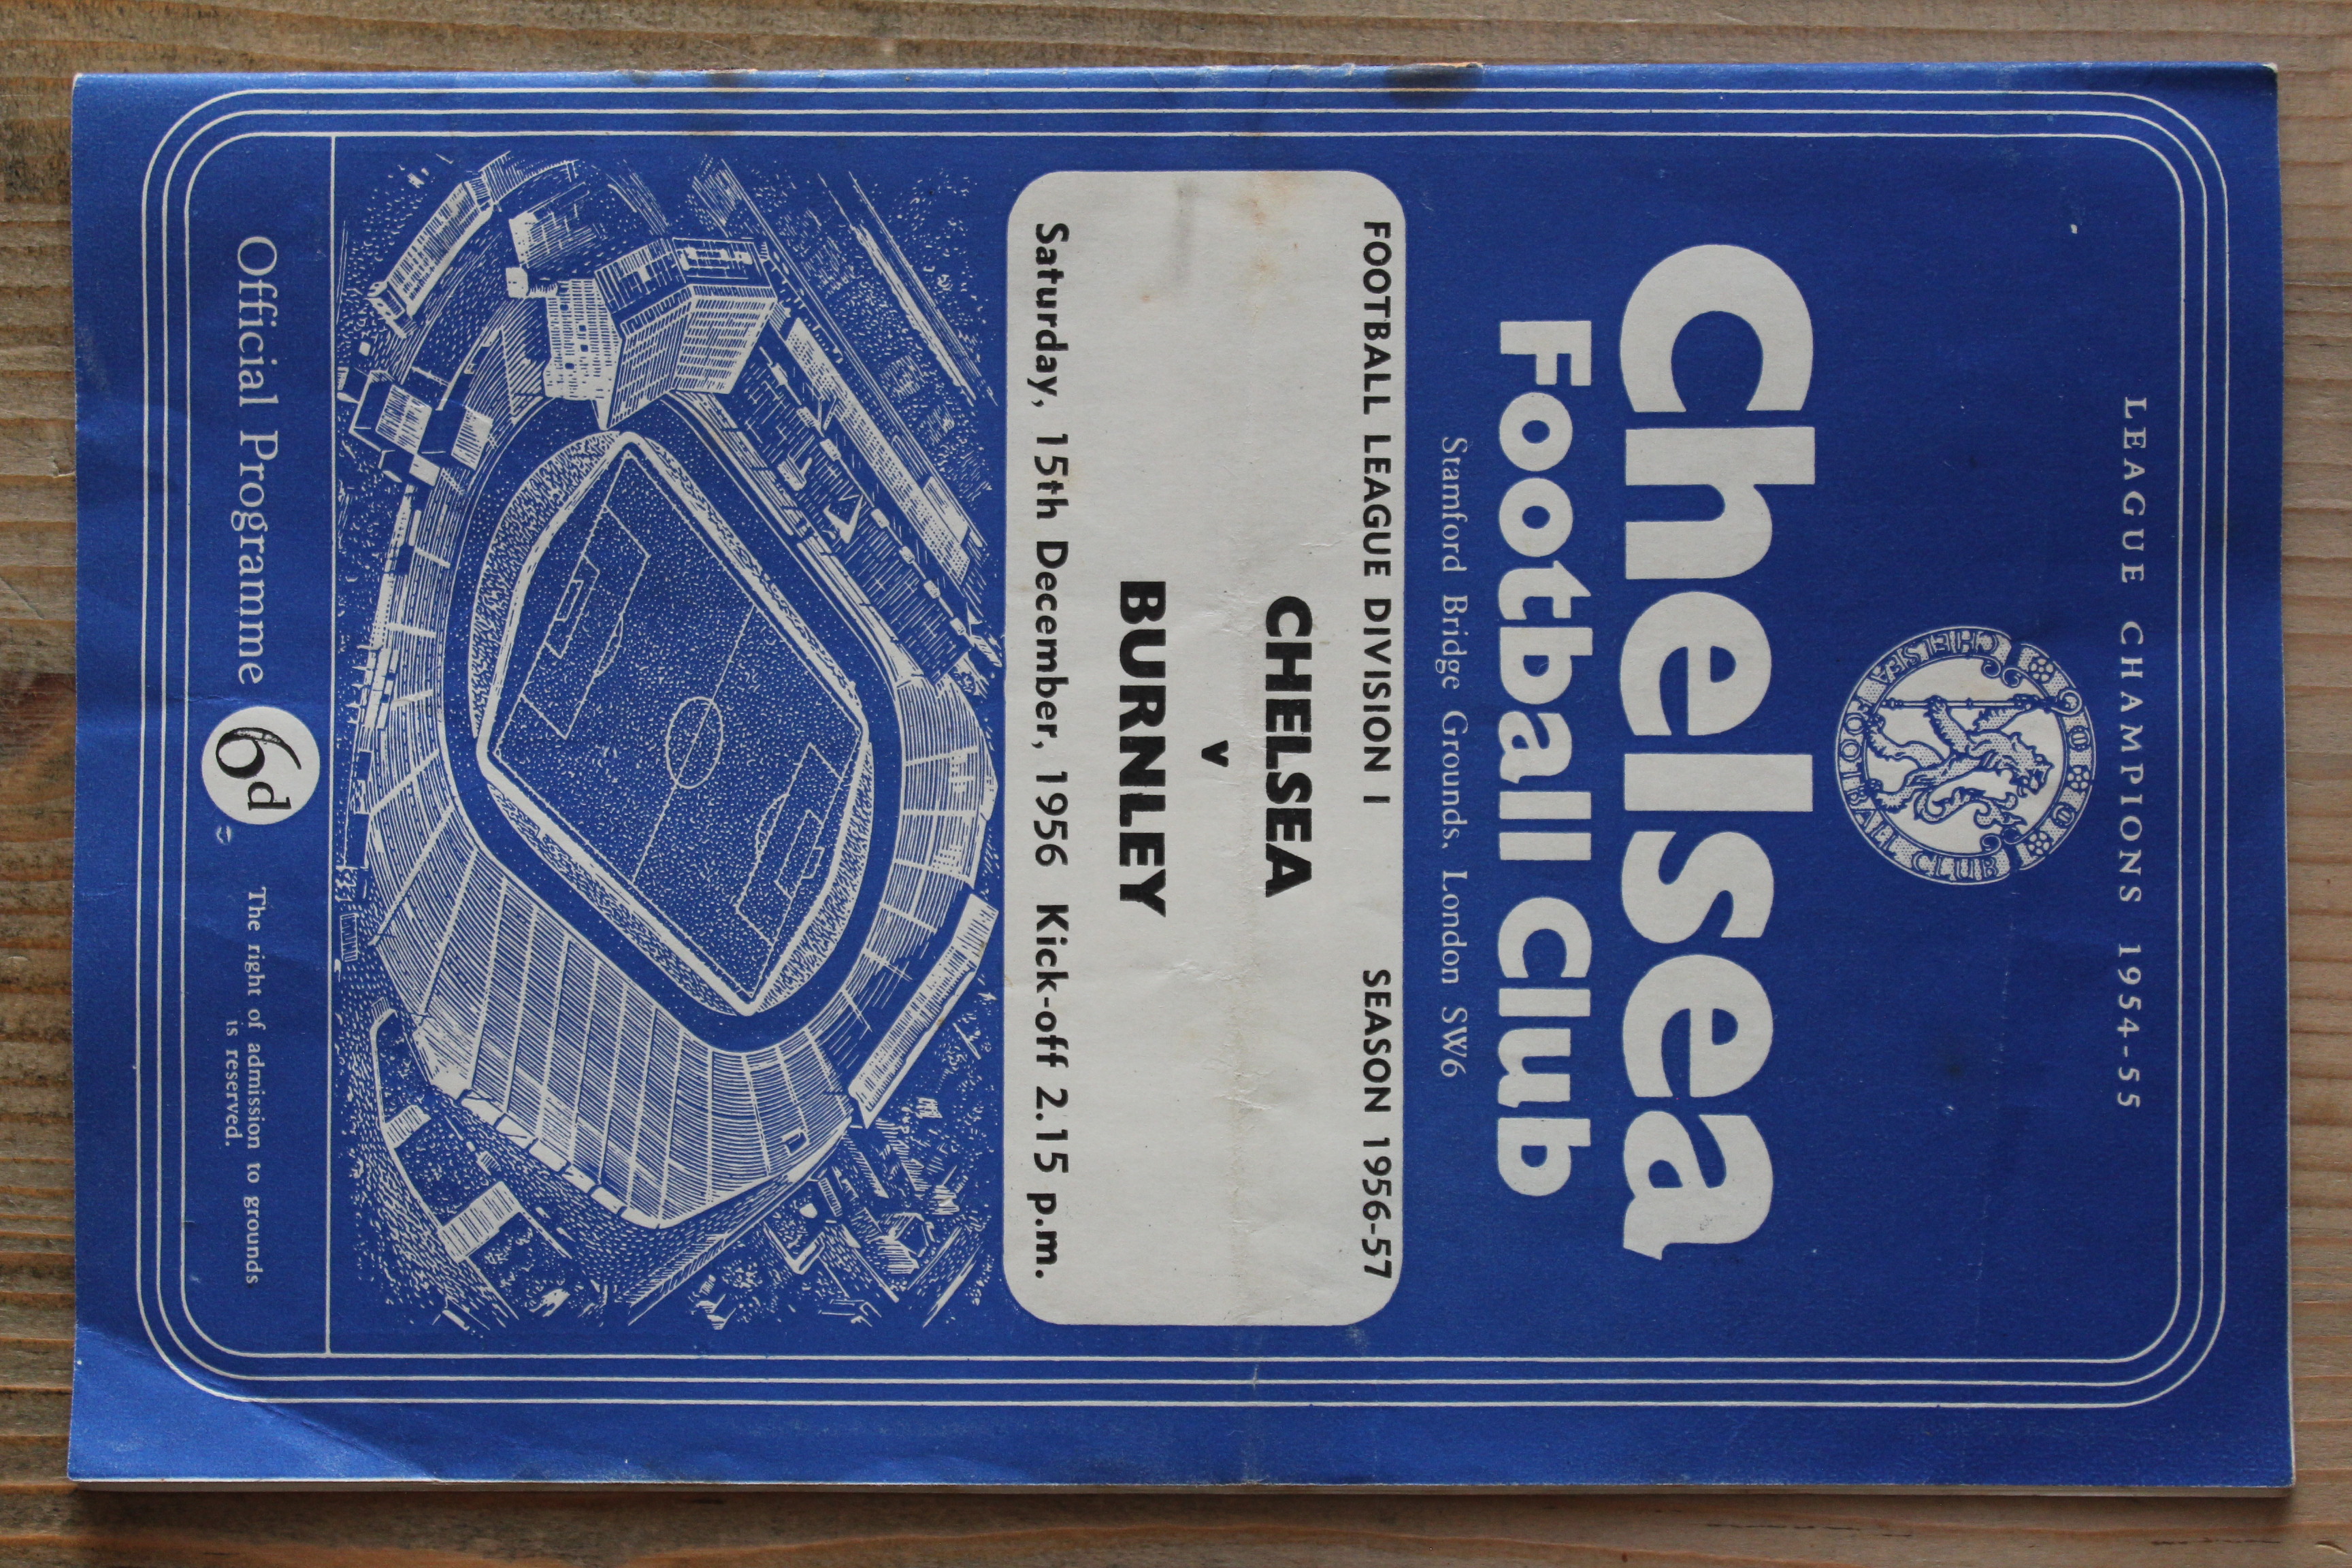 LEAGUE CHAMPIONS 1954-55
CHELSEA FOOTBALL CLUB
Chelsea
Football Club
Stamford Bridge Grounds, London SW6
FOOTBALL LEAGUE DIVISION I SEASON 1956-57
CHELSEA
v
BURNLEY
Saturday, 15th December, 1956 Kick-off 2.15 p.m.
Official Programme 6d The right of admission to grounds
is reserved.